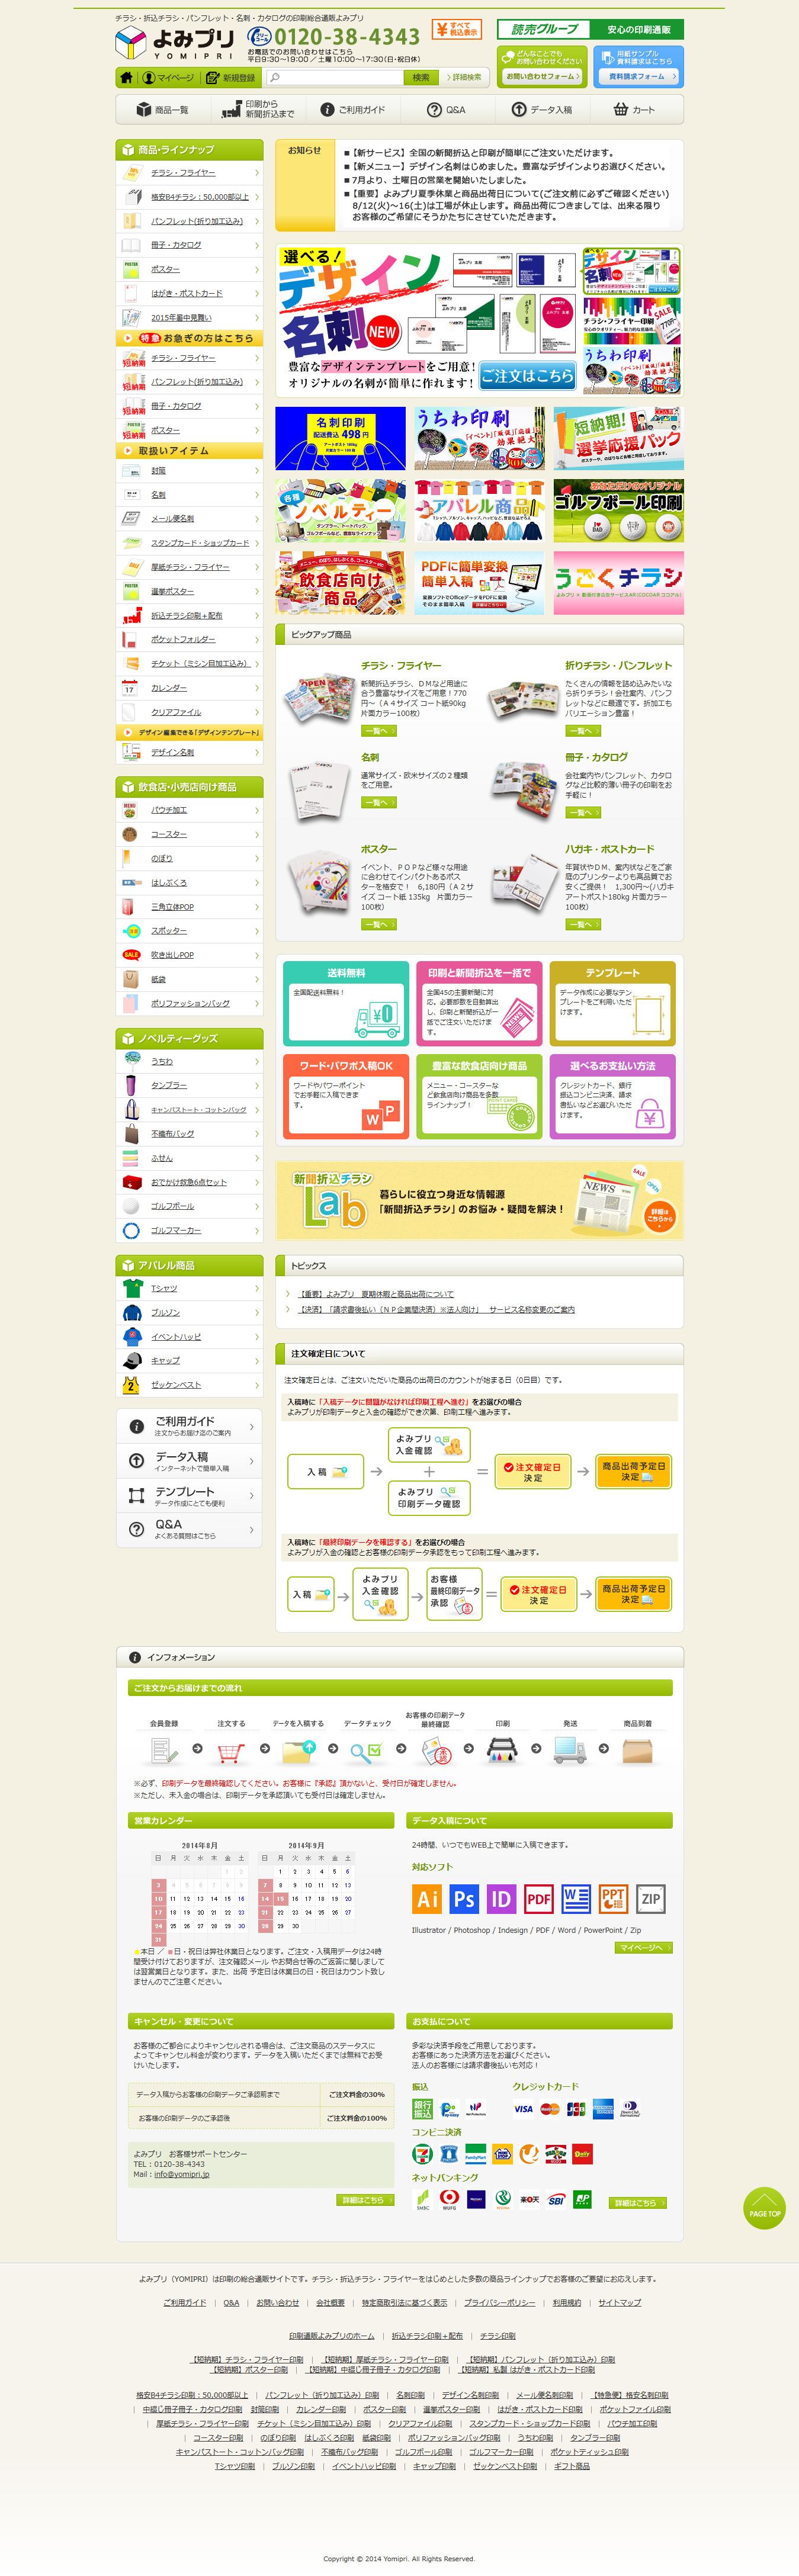 チラシ・折込チラシ・パンフレット・名刺・カタログの印刷総合通販よみプリ
よみプリ
YOMIPRI
0120-38-4343
お電話でのお問い合わせはこちら
平日9:30〜19:00／土曜10:00〜17:30(日・祝休)
すべて税込表示
読売グループ 安心の印刷通販
どんなことでもお問い合わせください
お問い合わせフォーム
用紙サンプル資料請求はこちら
資料請求フォーム
マイページ 新規登録 検索 詳細検索
商品一覧 印刷から新聞折込まで ご利用ガイド Q&A データ入稿 カート
商品・ラインナップ
チラシ・フライヤー
格安B4チラシ：50,000部以上
パンフレット(折り加工込み)
冊子・カタログ
ポスター
はがき・ポストカード
2015年暑中見舞い
特急 お急ぎの方はこちら
チラシ・フライヤー
パンフレット(折り加工込み)
冊子・カタログ
ポスター
取扱いアイテム
封筒
名刺
メール便名刺
スタンプカード・ショップカード
厚紙チラシ・フライヤー
選挙ポスター
折込チラシ印刷＋配布
ポケットフォルダー
チケット（ミシン目加工込み）
カレンダー
クリアファイル
デザイン編集できる「デザインテンプレート」
デザイン名刺
飲食店・小売店向け商品
パウチ加工
コースター
のぼり
はしぶくろ
三角立体POP
スポッター
吹き出しPOP
紙袋
ポリファッションバッグ
ノベルティーグッズ
うちわ
タンブラー
キャンバストート・コットンバッグ
不織布バッグ
ふせん
おでかけ救急6点セット
ゴルフボール
ゴルフマーカー
アパレル商品
Tシャツ
ブルゾン
イベントハッピ
キャップ
ゼッケンベスト
ご利用ガイド
注文からお届け迄のご案内
データ入稿
インターネットで簡単入稿
テンプレート
データ作成にとても便利
Q&A
よくある質問はこちら
お知らせ
■【新サービス】全国の新聞折込と印刷が簡単にご注文いただけます。
■【新メニュー】デザイン名刺はじめました。豊富なデザインよりお選びください。
■7月より、土曜日の営業を開始いたしました。
■【重要】よみプリ夏季休業と商品出荷日について(ご注文前に必ずご確認ください)
8/12(火)〜16(土)は工場が休止します。商品出荷につきましては、出来る限り
お客様のご希望にそうかたちにさせていただきます。
選べる！
デザイン
名刺 NEW
豊富なデザインテンプレートをご用意！
オリジナルの名刺が簡単に作れます！
ご注文はこちら
チラシ・フライヤー印刷
うちわ印刷
名刺印刷
配送費込 498円
うちわ印刷
「イベント」「販促」「広告」効果絶大
短納期！
選挙応援パック
各種 ノベルティー
アパレル商品
あなただけのオリジナル
ゴルフボール印刷
メニュー、のぼり、はしぶくろ、コースターetc
飲食店向け商品
PDFに簡単変換
簡単入稿
変換ソフトでOfficeデータをPDFに変換
そのまま簡単入稿
うごくチラシ
ピックアップ商品
チラシ・フライヤー
新聞折込チラシ、ＤＭなど用途に
合う豊富なサイズをご用意！770
円〜（Ａ４サイズ コート紙90kg
片面カラー100枚）
一覧へ
折りチラシ・パンフレット
たくさんの情報を詰め込みたいな
ら折りチラシ！会社案内、パンフ
レットなどに最適です。折加工も
バリエーション豊富！
一覧へ
名刺
通常サイズ・欧米サイズの２種類
をご用意。
一覧へ
冊子・カタログ
会社案内やパンフレット、カタロ
グなど比較的薄い冊子の印刷をお
手軽に！
一覧へ
ポスター
イベント、ＰＯＰなど様々な用途
に合わせてインパクトあるポス
ターを格安で！ 6,180円（Ａ２サ
イズ コート紙 135kg 片面カラー
100枚）
一覧へ
ハガキ・ポストカード
年賀状やＤＭ、案内状などをご家
庭のプリンターよりも高品質でお
安くご提供！ 1,300円〜(ハガキ
アートポスト180kg 片面カラー
100枚）
一覧へ
送料無料
全国配送料無料！
印刷と新聞折込を一括で
全国45の主要新聞に対
応。必要部数を自動算出
し、印刷と新聞折込が一
括でご注文いただけま
す。
テンプレート
データ作成に必要なテン
プレートをご利用いただ
けます。
ワード・パワポ入稿OK
ワードやパワーポイント
でお手軽に入稿できま
す。
豊富な飲食店向け商品
メニュー・コースターな
ど飲食店向け商品を多数
ラインナップ！
選べるお支払い方法
クレジットカード、銀行
振込コンビニ決済、請求
書払いなどお選びいただ
けます。
新聞折込チラシ
Lab
暮らしに役立つ身近な情報源
「新聞折込チラシ」のお悩み・疑問を解決！
NEWS
SALE
OPEN
詳細はこちらから
トピックス
【重要】よみプリ 夏期休暇と商品出荷について
【決済】「請求書後払い（ＮＰ企業間決済）※法人向け」 サービス名称変更のご案内
注文確定日について
注文確定日とは、ご注文いただいた商品の出荷日のカウントが始まる日（0日目）です。
入稿時に「入稿データに問題がなければ印刷工程へ進む」をお選びの場合
よみプリが印刷データと入金の確認ができ次第、印刷工程へ進みます。
入稿
よみプリ入金確認
よみプリ印刷データ確認
注文確定日決定
商品出荷予定日決定
入稿時に「最終印刷データを確認する」をお選びの場合
よみプリが入金の確認とお客様の印刷データ承認をもって印刷工程へ進みます。
入稿
よみプリ入金確認
お客様最終印刷データ承認
注文確定日決定
商品出荷予定日決定
インフォメーション
ご注文からお届けまでの流れ
会員登録 注文する データを入稿する データチェック お客様の印刷データ最終確認 印刷 発送 商品到着
※必ず、印刷データを最終確認してください。お客様に『承認』頂かないと、受付日が確定しません。
※ただし、未入金の場合は、印刷データを承認頂いても受付日は確定しません。
営業カレンダー
2014年8月 2014年9月
日 月 火 水 木 金 土
■本日 ／ ■日・祝日は弊社休業日となります。ご注文・入稿用データは24時
間受け付けておりますが、注文確認メール やお問合せ等のご返答に関しまして
は翌営業日となります。また、出荷 予定日は休業日の日・祝日はカウント致し
ませんのでご注意ください。
データ入稿について
24時間、いつでもWEB上で簡単に入稿できます。
対応ソフト
Ai Ps ID PDF W PPT ZIP
Illustrator / Photoshop / Indesign / PDF / Word / PowerPoint / Zip
マイページへ
キャンセル・変更について
お客様のご都合によりキャンセルされる場合は、ご注文商品のステータスに
よってキャンセル料金が変わります。データを入稿いただくまでは無料でお受
けいたします。
データ入稿からお客様の印刷データご承認前まで ご注文料金の30%
お客様の印刷データのご承認後 ご注文料金の100%
よみプリ お客様サポートセンター
TEL：0120-38-4343
Mail：info@yomipri.jp
詳細はこちら
お支払について
多彩な決済手段をご用意しております。
お客様にあった決済方法をお選びください。
法人のお客様には請求書後払いも対応！
振込 クレジットカード
銀行振込 VISA JCB
コンビニ決済
FamilyMart
ネットバンキング
SMBC MUFG 楽天 SBI
詳細はこちら
PAGE TOP
よみプリ（YOMIPRI）は印刷の総合通販サイトです。チラシ・折込チラシ・フライヤーをはじめとした多数の商品ラインナップでお客様のご要望にお応えします。
ご利用ガイド ｜ Q&A ｜ お問い合わせ ｜ 会社概要 ｜ 特定商取引法に基づく表示 ｜ プライバシーポリシー ｜ 利用規約 ｜ サイトマップ
印刷通販よみプリのホーム ｜ 折込チラシ印刷＋配布 ｜ チラシ印刷
【短納期】チラシ・フライヤー印刷 ｜ 【短納期】厚紙チラシ・フライヤー印刷 ｜ 【短納期】パンフレット（折り加工込み）印刷
【短納期】ポスター印刷 ｜ 【短納期】中綴じ冊子冊子・カタログ印刷 ｜ 【短納期】私製 はがき・ポストカード印刷
格安B4チラシ印刷：50,000部以上 ｜ パンフレット（折り加工込み）印刷 ｜ 名刺印刷 ｜ デザイン名刺印刷 ｜ メール便名刺印刷 ｜ 【特急便】格安名刺印刷
｜ 中綴じ冊子冊子・カタログ印刷 封筒印刷 ｜ カレンダー印刷 ｜ ポスター印刷 ｜ 選挙ポスター印刷 ｜ はがき・ポストカード印刷 ｜ ポケットファイル印刷
｜ 厚紙チラシ・フライヤー印刷 チケット（ミシン目加工込み）印刷 ｜ クリアファイル印刷 ｜ スタンプカード・ショップカード印刷 ｜ パウチ加工印刷
｜ コースター印刷 ｜ のぼり印刷 はしぶくろ印刷 紙袋印刷 ｜ ポリファッションバッグ印刷 ｜ うちわ印刷 ｜ タンブラー印刷
キャンバストート・コットンバッグ印刷 ｜ 不織布バッグ印刷 ｜ ゴルフボール印刷 ｜ ゴルフマーカー印刷 ｜ ポケットティッシュ印刷
Tシャツ印刷 ｜ ブルゾン印刷 ｜ イベントハッピ印刷 ｜ キャップ印刷 ｜ ゼッケンベスト印刷 ｜ ギフト商品
Copyright © 2014 Yomipri. All Rights Reserved.